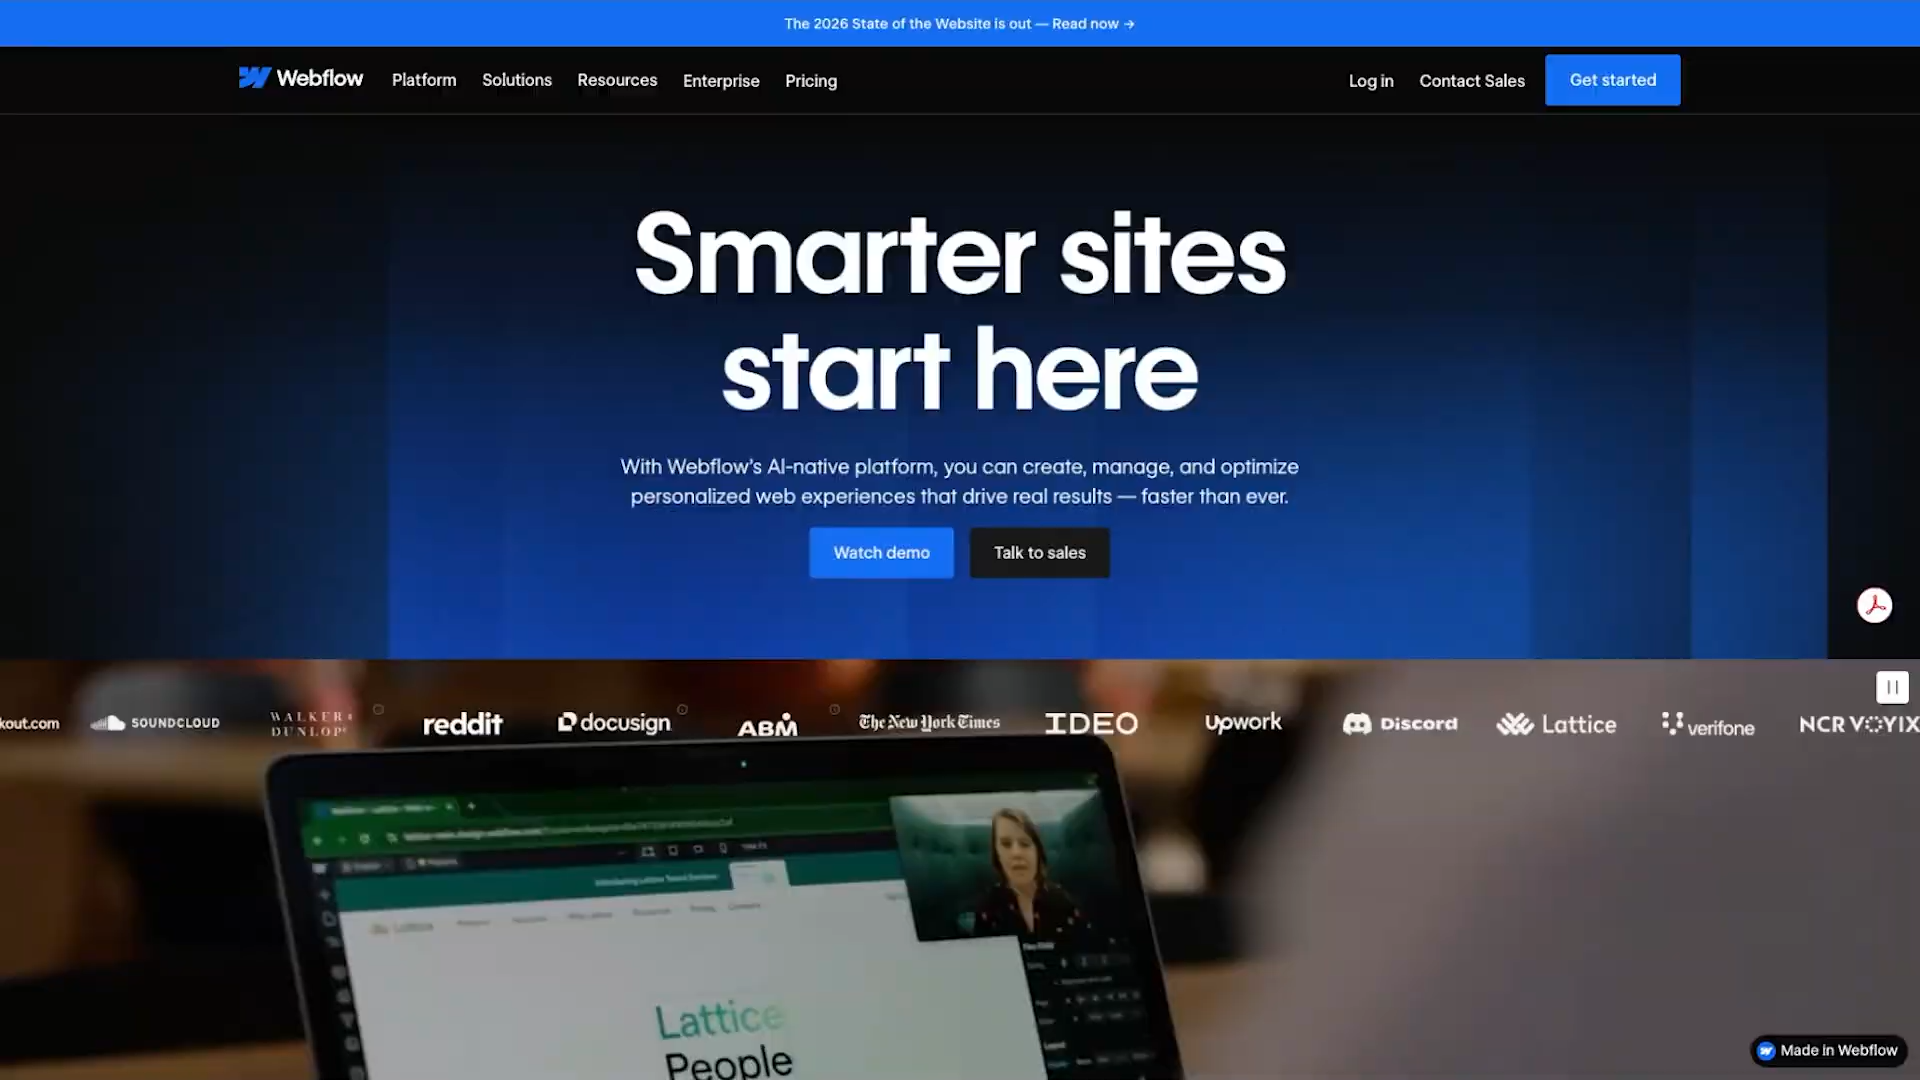 The 2026 State of the Website is out — Read now →
Webflow
Platform
Solutions
Resources
Enterprise
Pricing
Log in
Contact Sales
Get started
Smarter sites
start here
With Webflow's AI-native platform, you can create, manage, and optimize
personalized web experiences that drive real results — faster than ever.
Watch demo
Talk to sales
kout.com
SOUNDCLOUD
WALKER &
DUNLOP
reddit
docusign
ABM
The New York Times
IDEO
Upwork
Discord
Lattice
verifone
NCR VOYIX
Lattice
People
Made in Webflow